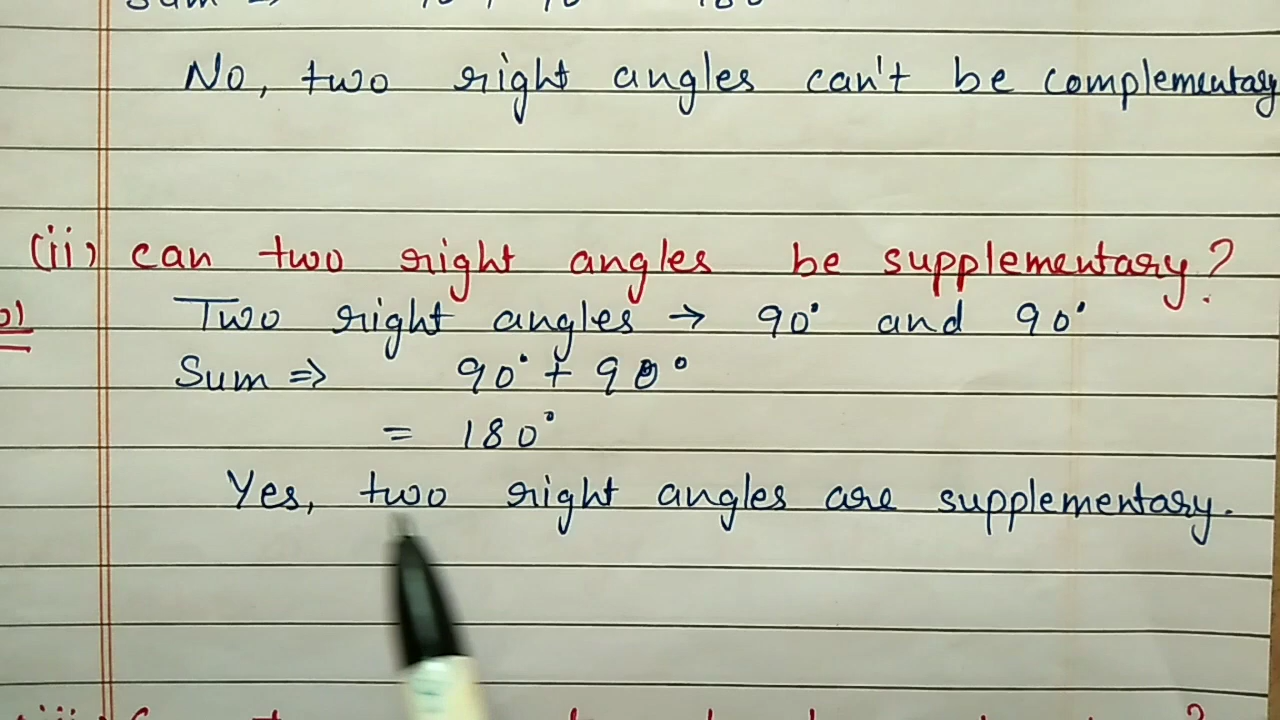 No, two right angles can't be complementary
(ii) can two right angles be supplementary?
Two right angles → 90° and 90°
Sum ⇒ 90° + 90°
= 180°
Yes, two right angles are supplementary.